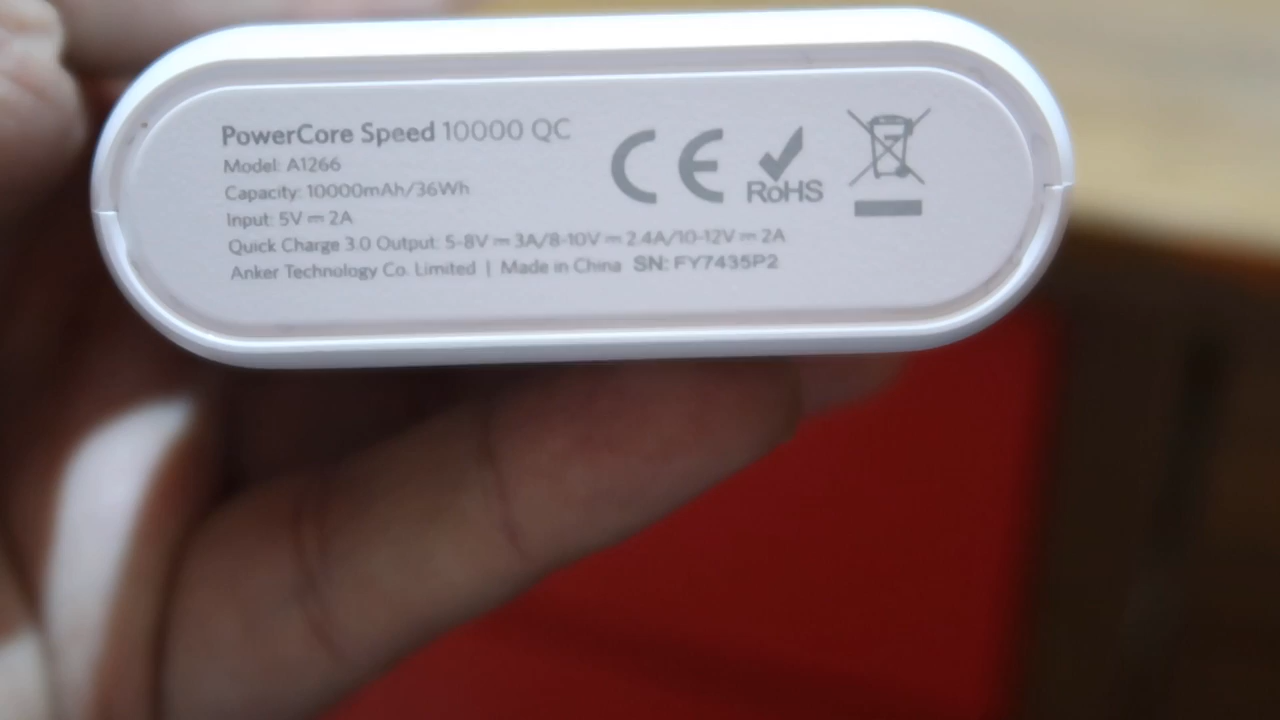 PowerCore Speed 10000 QC
Model: A1266
Capacity: 10000mAh/36Wh
Input: 5V ⎓ 2A
Quick Charge 3.0 Output: 5-8V ⎓ 3A/8-10V ⎓ 2.4A/10-12V ⎓ 2A
Anker Technology Co. Limited | Made in China SN: FY7435P2
CE
RoHS